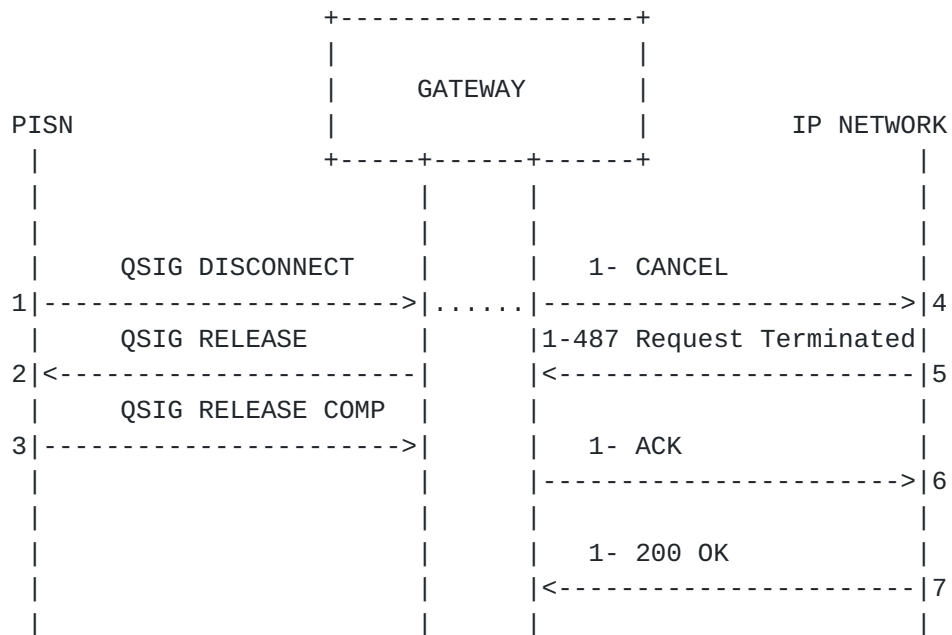 GATEWAY
PISN IP NETWORK
QSIG DISCONNECT 1- CANCEL
1 4
QSIG RELEASE 1-487 Request Terminated
2 5
QSIG RELEASE COMP
3 1- ACK
6
1- 200 OK
7